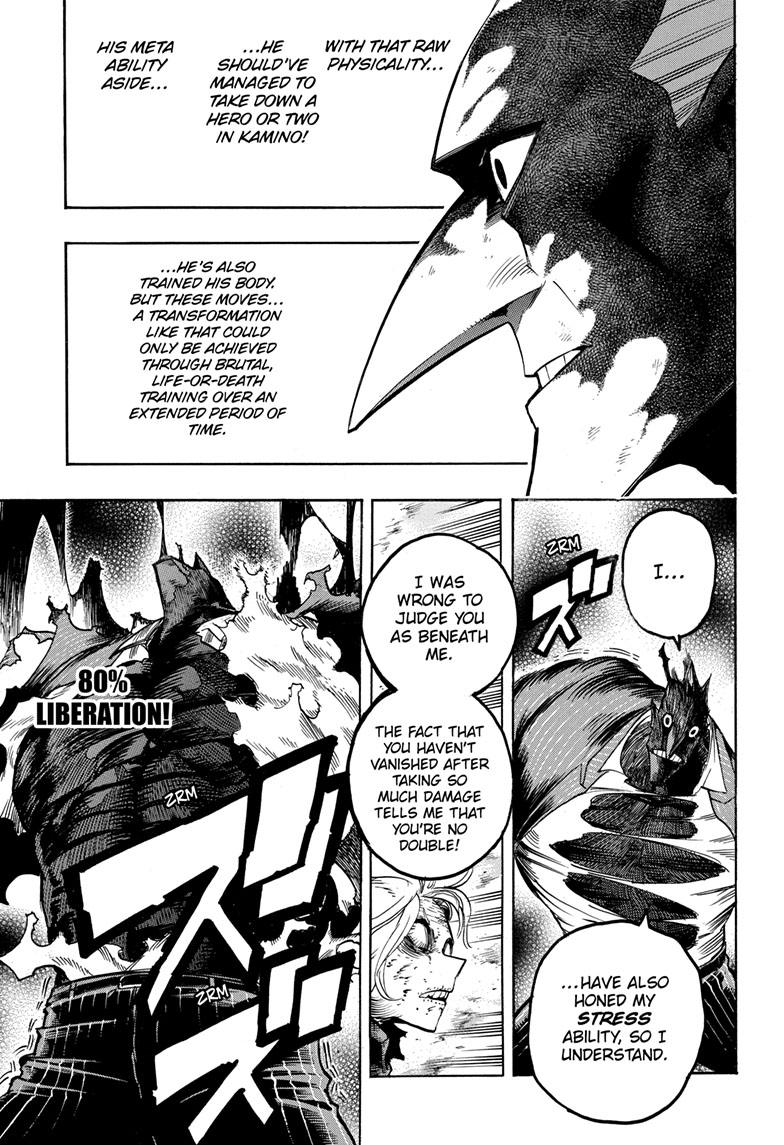 WITH THAT RAW
PHYSICALITY...
...HE
SHOULD'VE
MANAGED TO
TAKE DOWN A
HERO OR TWO
IN KAMINO!
HIS META
ABILITY
ASIDE...
...HE'S ALSO
TRAINED HIS BODY.
BUT THESE MOVES...
A TRANSFORMATION
LIKE THAT COULD
ONLY BE ACHIEVED
THROUGH BRUTAL,
LIFE-OR-DEATH
TRAINING OVER AN
EXTENDED PERIOD OF
TIME.
I...
ZRM
ズ
...HAVE ALSO
HONED MY
STRESS
ABILITY, SO I
UNDERSTAND.
I WAS
WRONG TO
JUDGE YOU
AS BENEATH
ME.
THE FACT THAT
YOU HAVEN'T
VANISHED AFTER
TAKING SO
MUCH DAMAGE
TELLS ME THAT
YOU'RE NO
DOUBLE!
80%
LIBERATION!
ZRM
ズ
ズ
ZRM
ズ